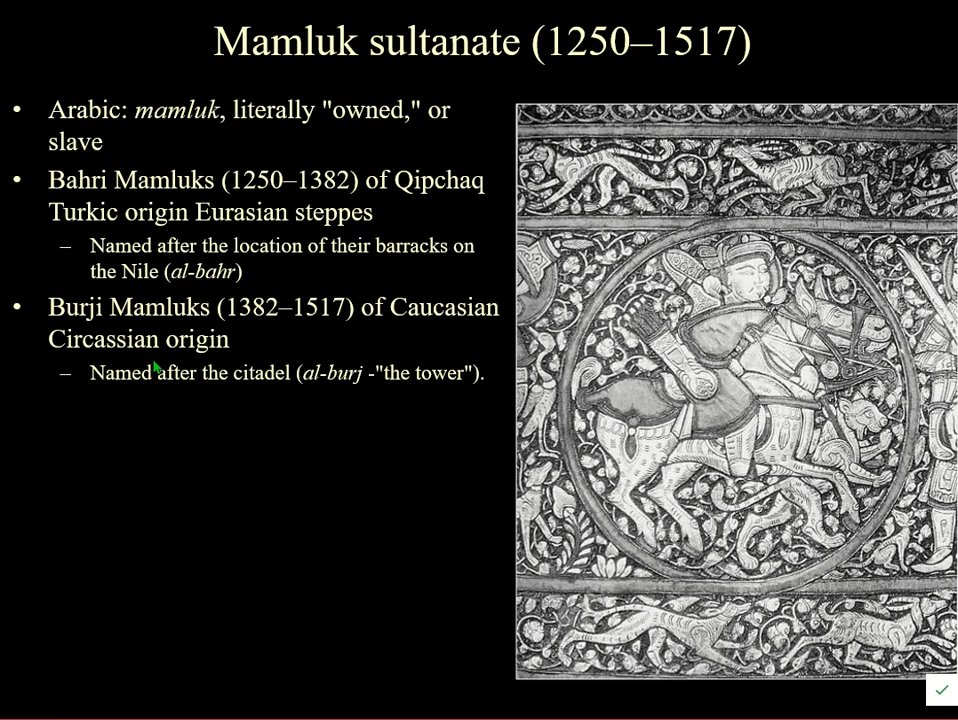 Mamluk sultanate (1250–1517)
• Arabic: mamluk, literally "owned," or
slave
• Bahri Mamluks (1250–1382) of Qipchaq
Turkic origin Eurasian steppes
– Named after the location of their barracks on
the Nile (al-bahr)
• Burji Mamluks (1382–1517) of Caucasian
Circassian origin
– Named after the citadel (al-burj -"the tower").